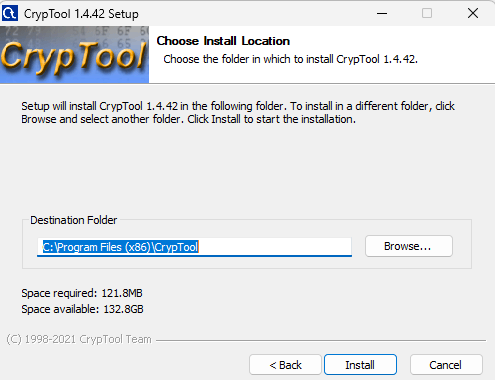 CrypTool 1.4.42 Setup
CrypTool
Choose Install Location
Choose the folder in which to install CrypTool 1.4.42.
Setup will install CrypTool 1.4.42 in the following folder. To install in a different folder, click
Browse and select another folder. Click Install to start the installation.
Destination Folder
C:\Program Files (x86)\CrypTool
Browse...
Space required: 121.8MB
Space available: 132.8GB
(C) 1998-2021 CrypTool Team
< Back
Install
Cancel